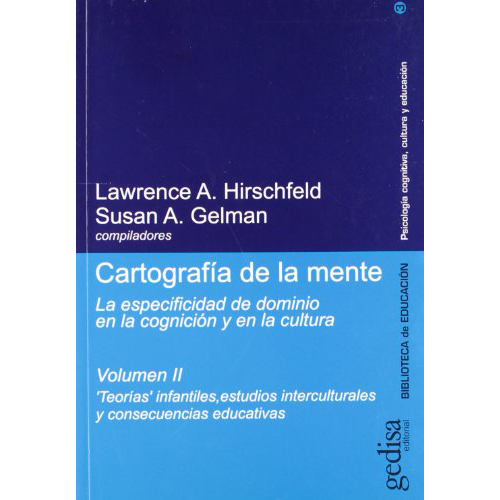 Lawrence A. Hirschfeld
Susan A. Gelman
compiladores
Cartografía de la mente
La especificidad de dominio
en la cognición y en la cultura
Volumen II
'Teorías' infantiles,estudios interculturales
y consecuencias educativas
3
Psicología cognitiva, cultura y educación
BIBLIOTECA de EDUCACIÓN
gedisa
editorial